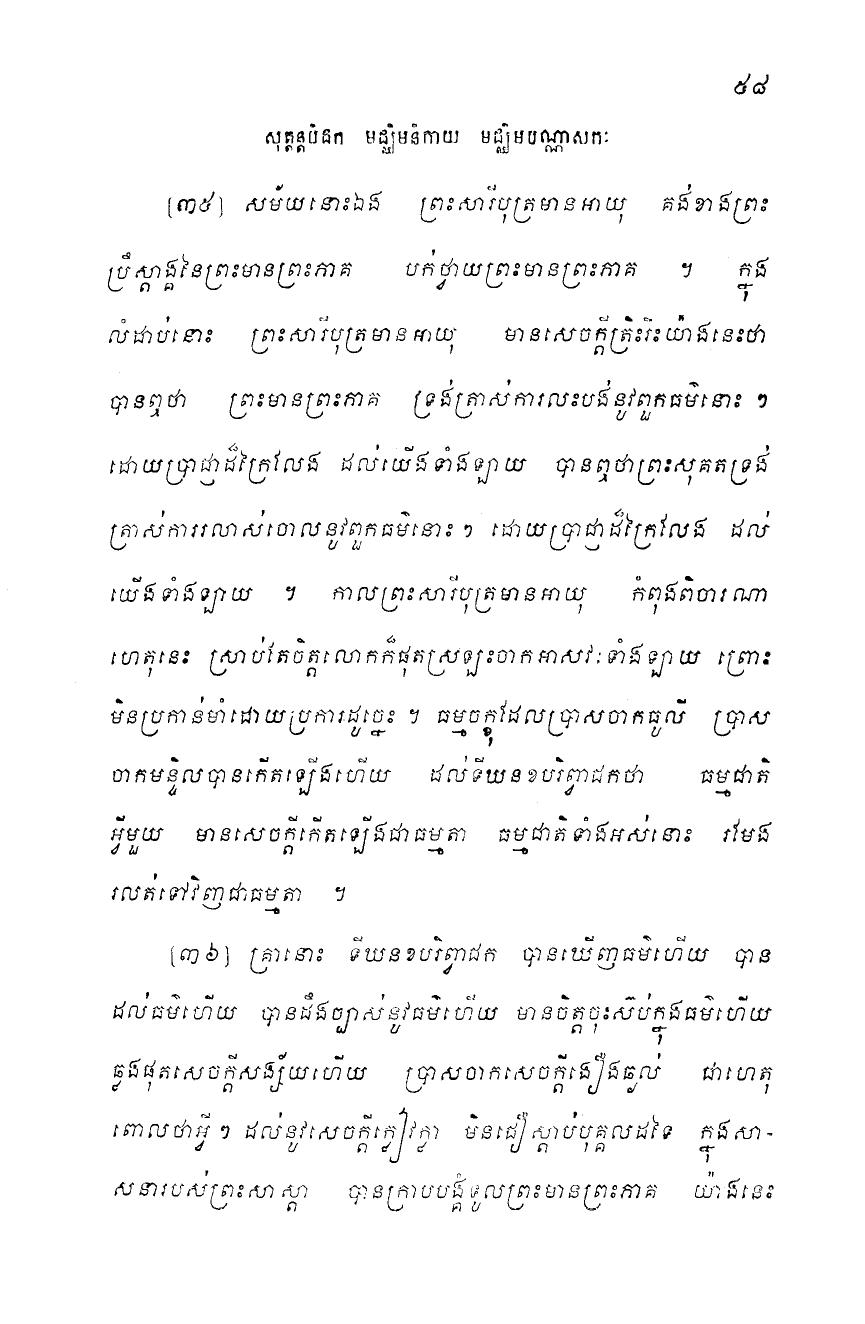 ៥៨
សុត្តន្តបិដក មជ្ឈិមនិកាយ មជ្ឈិមបណ្ណាសកៈ
[៣៥] សម័យនោះឯង ព្រះសារីបុត្រមានអាយុ គង់ខាងព្រះ
ប្រឹស្តាង្គនៃព្រះមានព្រះភាគ បក់ថ្វាយព្រះមានព្រះភាគ ។ ក្នុង
លំដាប់នោះ ព្រះសារីបុត្រមានអាយុ មានសេចក្តីត្រិះរិះយ៉ាងនេះថា
បានឮថា ព្រះមានព្រះភាគ ទ្រង់ត្រាស់ការលះបង់នូវពួកធម៌នោះ ៗ
ដោយប្រាជ្ញាដ៏ក្រៃលែង ដល់យើងទាំងឡាយ បានឮថាព្រះសុគតទ្រង់
ត្រាស់ការរលាស់ចោលនូវពួកធម៌នោះ ៗ ដោយប្រាជ្ញាដ៏ក្រៃលែង ដល់
យើងទាំងឡាយ ។ កាលព្រះសារីបុត្រមានអាយុ កំពុងពិចារណា
ហេតុនេះ ស្រាប់តែចិត្តលោកក៏ផុតស្រឡះចាកអាសវៈទាំងឡាយ ព្រោះ
មិនប្រកាន់មាំដោយប្រការដូច្នេះ ។ ធម្មចក្ខុដែលប្រាសចាកធូលី ប្រាស
ចាកមន្ទិលបានកើតឡើងហើយ ដល់ទីឃនខបរិព្វាជកថា ធម្មជាតិ
អ្វីមួយ មានសេចក្តីកើតឡើងជាធម្មតា ធម្មជាតិទាំងអស់នោះ រមែង
រលត់ទៅវិញជាធម្មតា ។
[៣៦] គ្រានោះ ទីឃនខបរិព្វាជក បានឃើញធម៌ហើយ បាន
ដល់ធម៌ហើយ បានដឹងច្បាស់នូវធម៌ហើយ មានចិត្តចុះស៊ប់ក្នុងធម៌ហើយ
ឆ្លងផុតសេចក្តីសង្ស័យហើយ ប្រាសចាកសេចក្តីងឿងឆ្ងល់ ជាហេតុ
ពោលថាអ្វី ៗ ដល់នូវសេចក្តីក្លៀវក្លា មិនជឿស្តាប់បុគ្គលដទៃ ក្នុងសា-
សនារបស់ព្រះសាស្តា បានក្រាបបង្គំទូលព្រះមានព្រះភាគ យ៉ាងនេះ